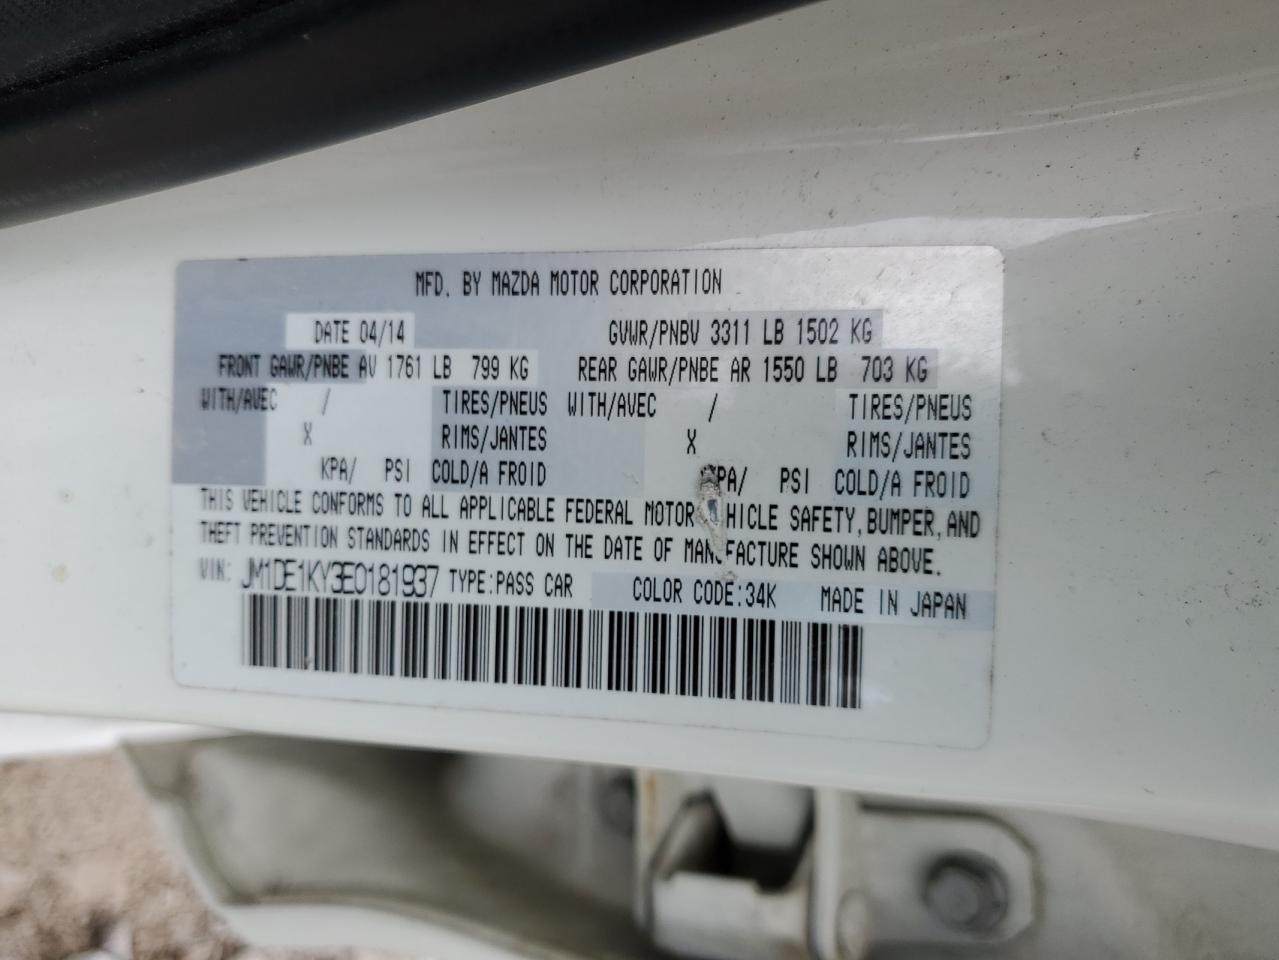 MFD. BY MAZDA MOTOR CORPORATION
DATE 04/14 GVWR/PNBV 3311 LB 1502 KG
FRONT GAWR/PNBE AV 1761 LB 799 KG REAR GAWR/PNBE AR 1550 LB 703 KG
WITH/AVEC / TIRES/PNEUS WITH/AVEC / TIRES/PNEUS
X RIMS/JANTES X RIMS/JANTES
KPA/ PSI COLD/A FROID PA/ PSI COLD/A FROID
THIS VEHICLE CONFORMS TO ALL APPLICABLE FEDERAL MOTOR HICLE SAFETY, BUMPER, AND
THEFT PREVENTION STANDARDS IN EFFECT ON THE DATE OF MANUFACTURE SHOWN ABOVE.
VIN: JM1DE1KY3E0181937 TYPE:PASS CAR COLOR CODE:34K MADE IN JAPAN